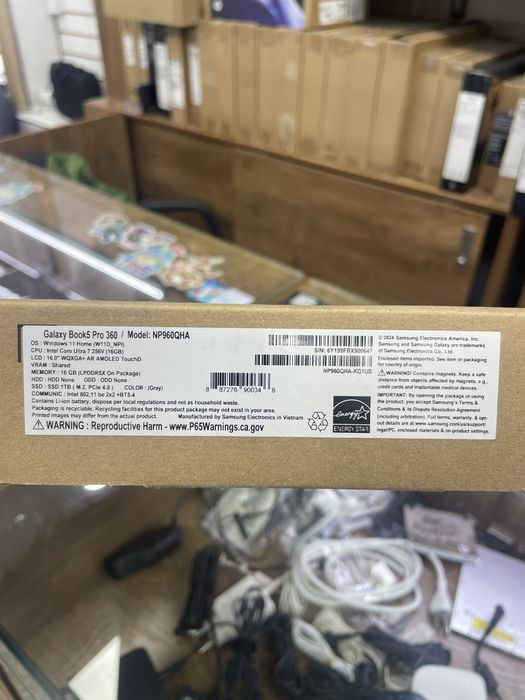 Galaxy Book5 Pro 360 / Model: NP960QHA
OS : Windows 11 Home (W11D_NPI)
CPU : Intel Core Ultra 7 256V (16GB)
LCD : 16.0" WQXGA+ AR AMOLED TouchD
VRAM : Shared
MEMORY : 16 GB (LPDDR5X On Package)
HDD : HDD None ODD : ODD None
SSD : SSD 1TB ( M.2, PCIe 4.0 ) COLOR : (Gray)
COMMUNIC : Intel 802.11 be 2x2 +BT5.4
Contains Li-ion battery, dispose per local regulations and avoid extreme temperatures.
Packaging is recyclable. Recycling facilities for this product package may not exist in your area.
Printed images may differ from the actual product. Manufactured by Samsung Electronics in Vietnam
⚠ WARNING : Reproductive Harm - www.P65Warnings.ca.gov
S/N: 6Y199FBX900647
NP960QHA-KG1US
8 87276 90034 6
energy
ENERGY STAR
© 2024 Samsung Electronics America, Inc.
Samsung and Samsung Galaxy are trademarks
of Samsung Electronics Co., Ltd.
Enclosed items imported. See item or packaging
for country of origin.
⚠ WARNING: Contains magnets. Keep a safe
distance from objects affected by magnets, e.g.,
credit cards and implantable medical devices.
IMPORTANT: By opening the package or using
the product, you accept Samsung's Terms &
Conditions & its Dispute Resolution Agreement
(including arbitration). Full terms, warranty, & opt-
out details are at www.samsung.com/us/support/
legal/PC, enclosed materials & on-product settings.